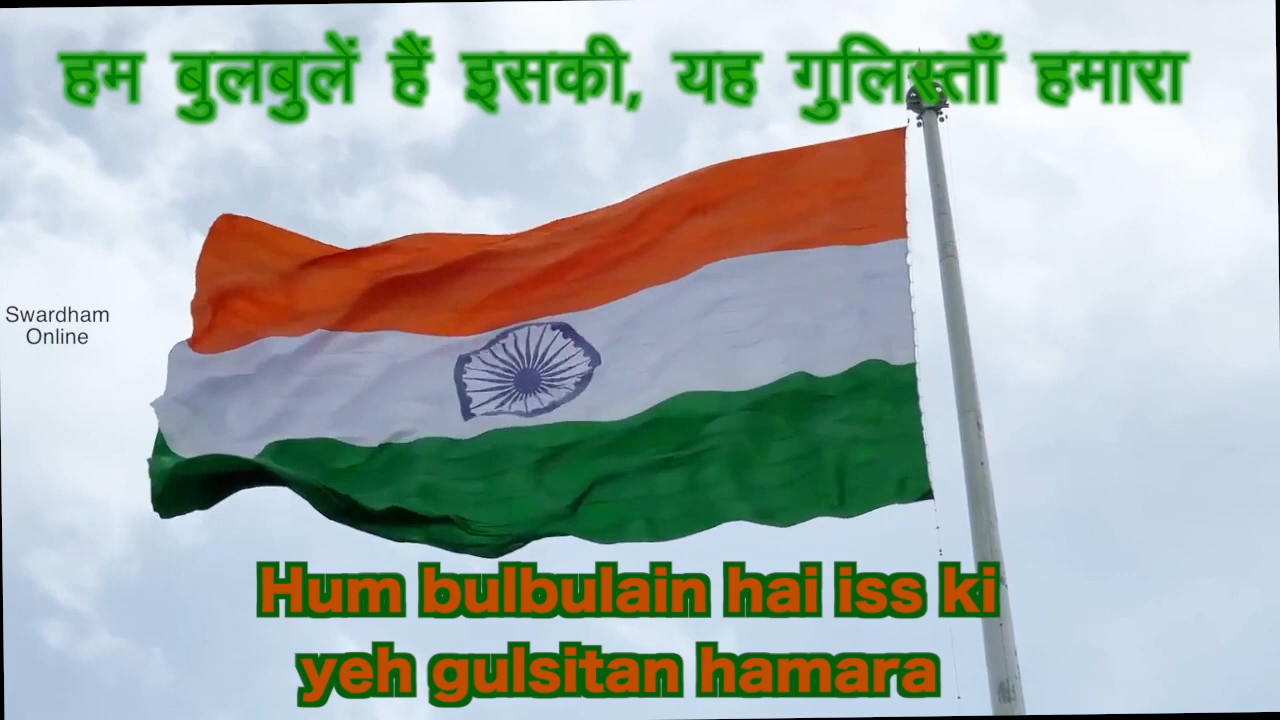 हम बुलबुलें हैं इसकी, यह गुलिस्ताँ हमारा
Swardham
Online
Hum bulbulain hai iss ki
yeh gulsitan hamara